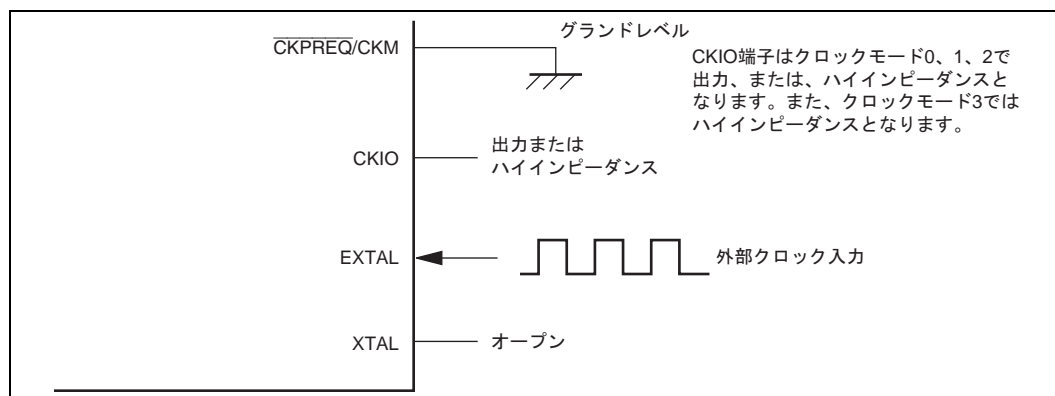 グランドレベル
CKPREQ/CKM
CKIO端子はクロックモード0、1、2で
出力、または、ハイインピーダンスと
なります。また、クロックモード3では
ハイインピーダンスとなります。
CKIO
出力または
ハイインピーダンス
EXTAL
外部クロック入力
XTAL
オープン